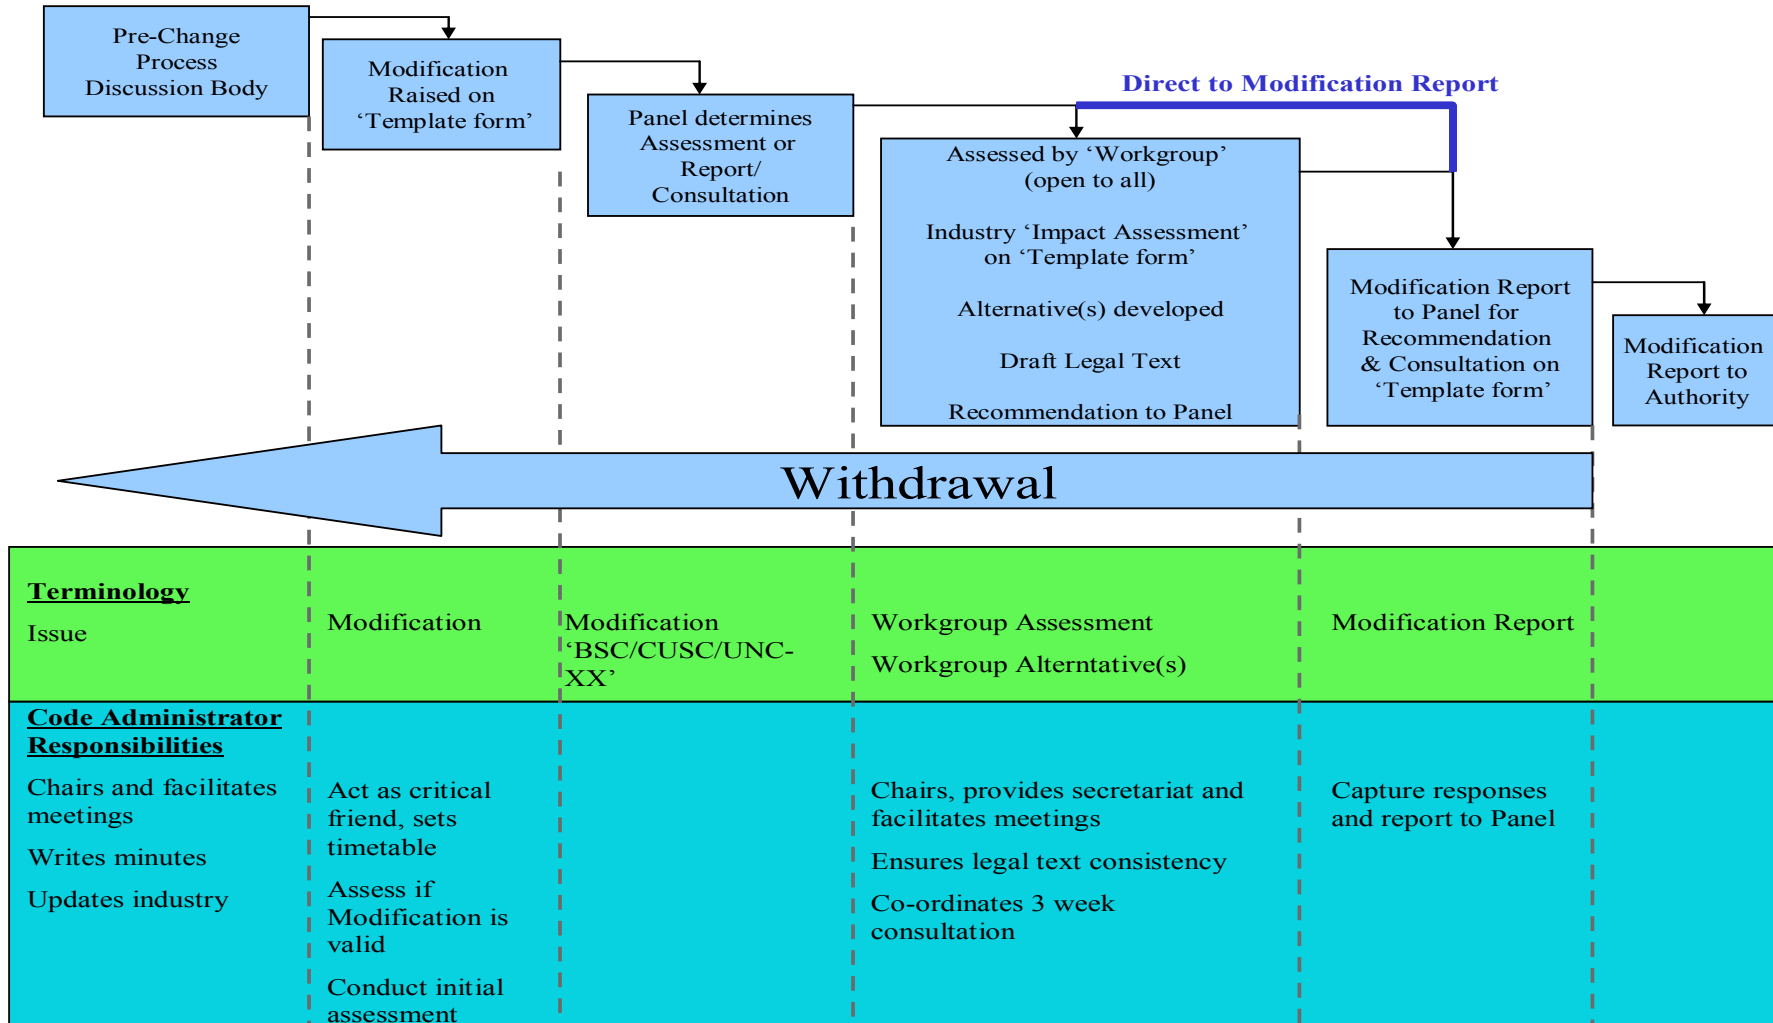 Pre-Change
Process
Discussion Body
Modification
Raised on
‘Template form’
Panel determines
Assessment or
Report/
Consultation
Direct to Modification Report
Assessed by ‘Workgroup’
(open to all)
Industry ‘Impact Assessment’
on ‘Template form’
Alternative(s) developed
Draft Legal Text
Recommendation to Panel
Modification Report
to Panel for
Recommendation
& Consultation on
‘Template form’
Modification
Report to
Authority
Withdrawal
Terminology
Issue
Modification
Modification
‘BSC/CUSC/UNC-
XX’
Workgroup Assessment
Workgroup Alterntative(s)
Modification Report
Code Administrator
Responsibilities
Chairs and facilitates
meetings
Writes minutes
Updates industry
Act as critical
friend, sets
timetable
Assess if
Modification is
valid
Conduct initial
assessment
Chairs, provides secretariat and
facilitates meetings
Ensures legal text consistency
Co-ordinates 3 week
consultation
Capture responses
and report to Panel